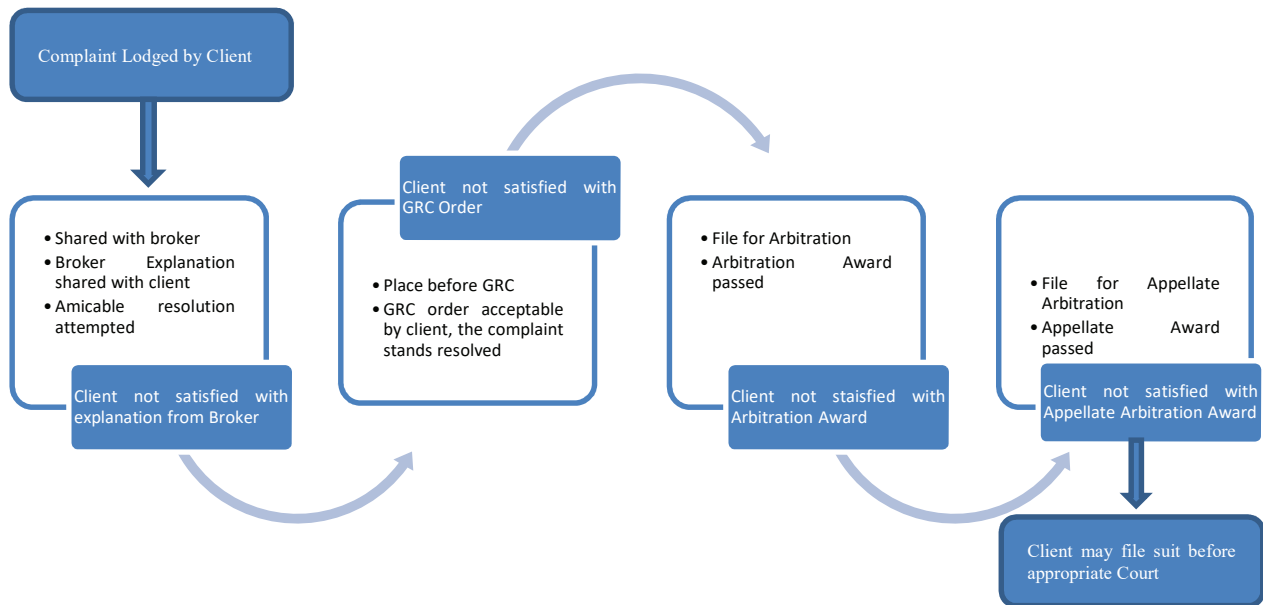 Complaint Lodged by Client
• Shared with broker
• Broker Explanation
shared with client
• Amicable resolution
attempted
Client not satisfied with
explanation from Broker
Client not satisfied with
GRC Order
• Place before GRC
• GRC order acceptable
by client, the complaint
stands resolved
• File for Arbitration
• Arbitration Award
passed
Client not staisfied with
Arbitration Award
• File for Appellate
Arbitration
• Appellate Award
passed
Client not satisfied with
Appellate Arbitration Award
Client may file suit before
appropriate Court